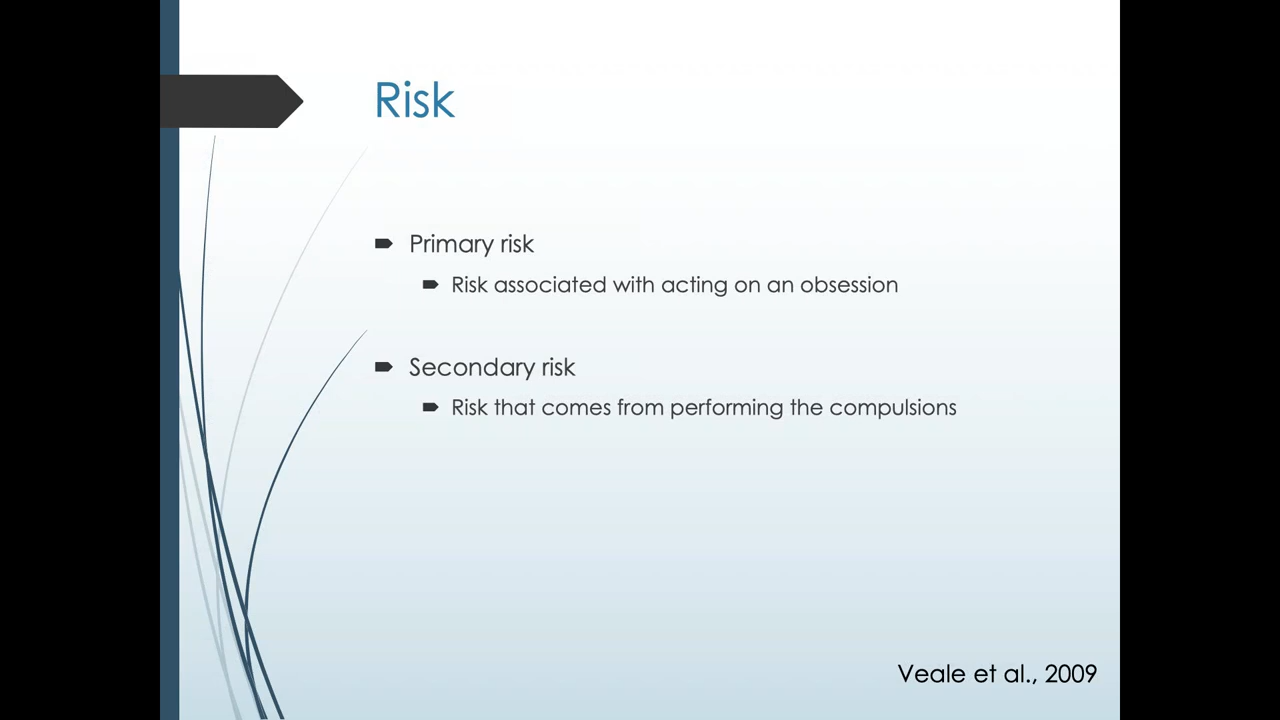 Risk
Primary risk
Risk associated with acting on an obsession
Secondary risk
Risk that comes from performing the compulsions
Veale et al., 2009